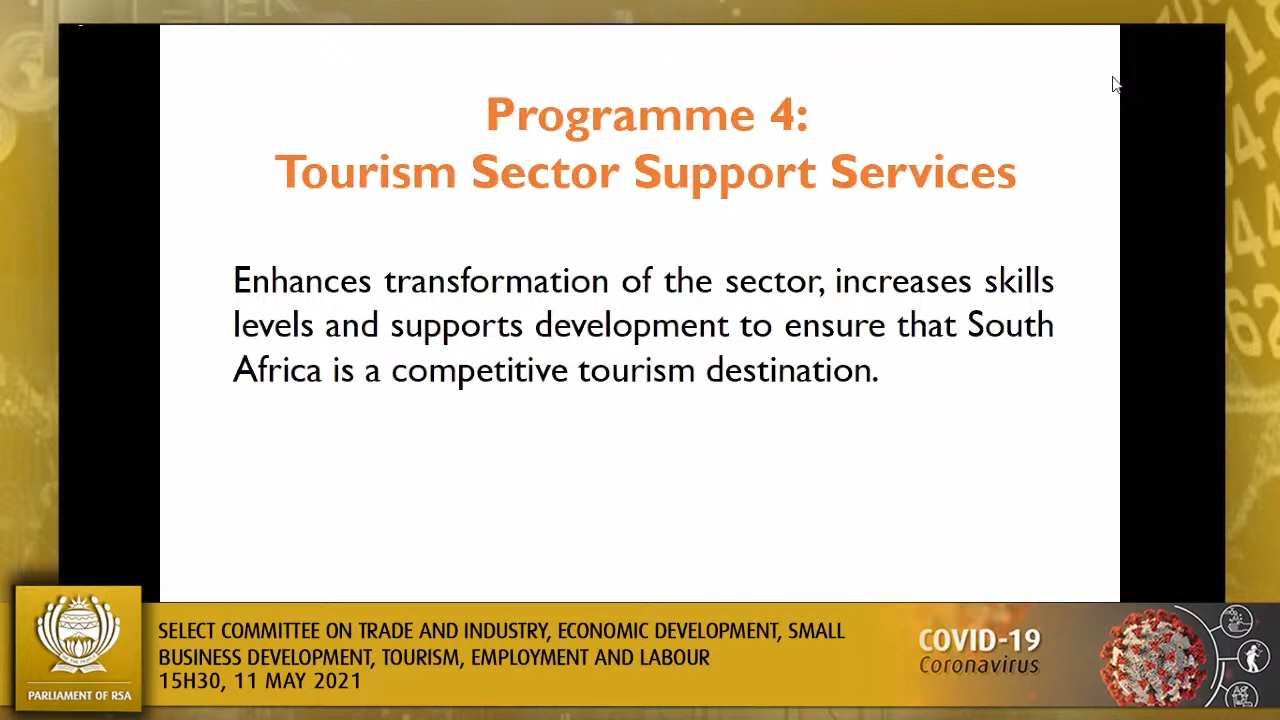 Programme 4:
Tourism Sector Support Services
Enhances transformation of the sector, increases skills
levels and supports development to ensure that South
Africa is a competitive tourism destination.
SELECT COMMITTEE ON TRADE AND INDUSTRY, ECONOMIC DEVELOPMENT, SMALL
BUSINESS DEVELOPMENT, TOURISM, EMPLOYMENT AND LABOUR
15H30, 11 MAY 2021
PARLIAMENT OF RSA
COVID-19
Coronavirus